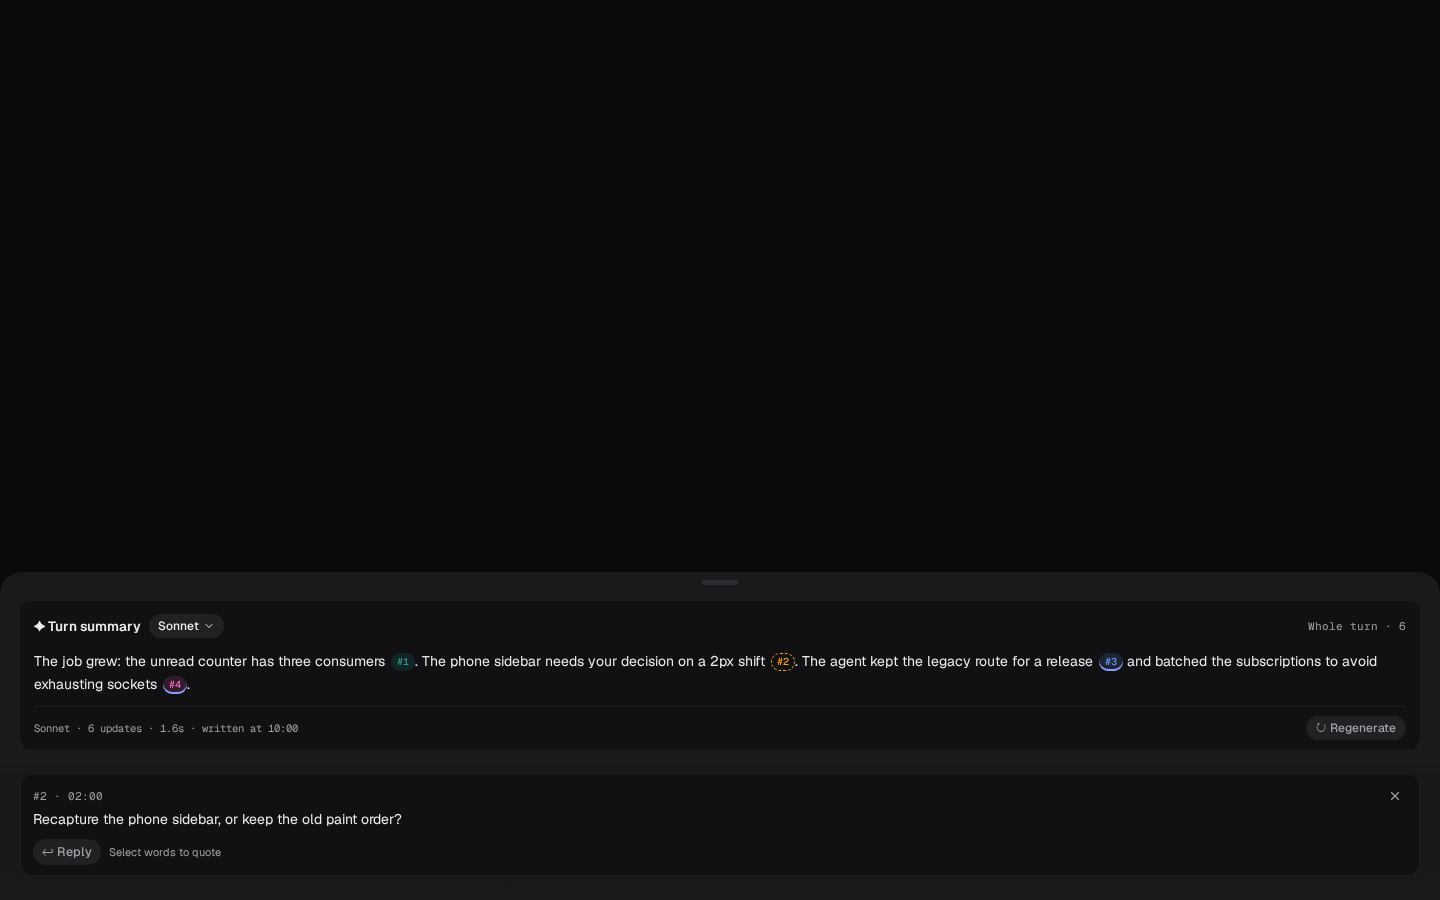 Turn summary Sonnet Whole turn · 6
The job grew: the unread counter has three consumers #1. The phone sidebar needs your decision on a 2px shift #2. The agent kept the legacy route for a release #3 and batched the subscriptions to avoid
exhausting sockets #4.
Sonnet · 6 updates · 1.6s · written at 10:00 Regenerate
#2 · 02:00
Recapture the phone sidebar, or keep the old paint order?
Reply Select words to quote